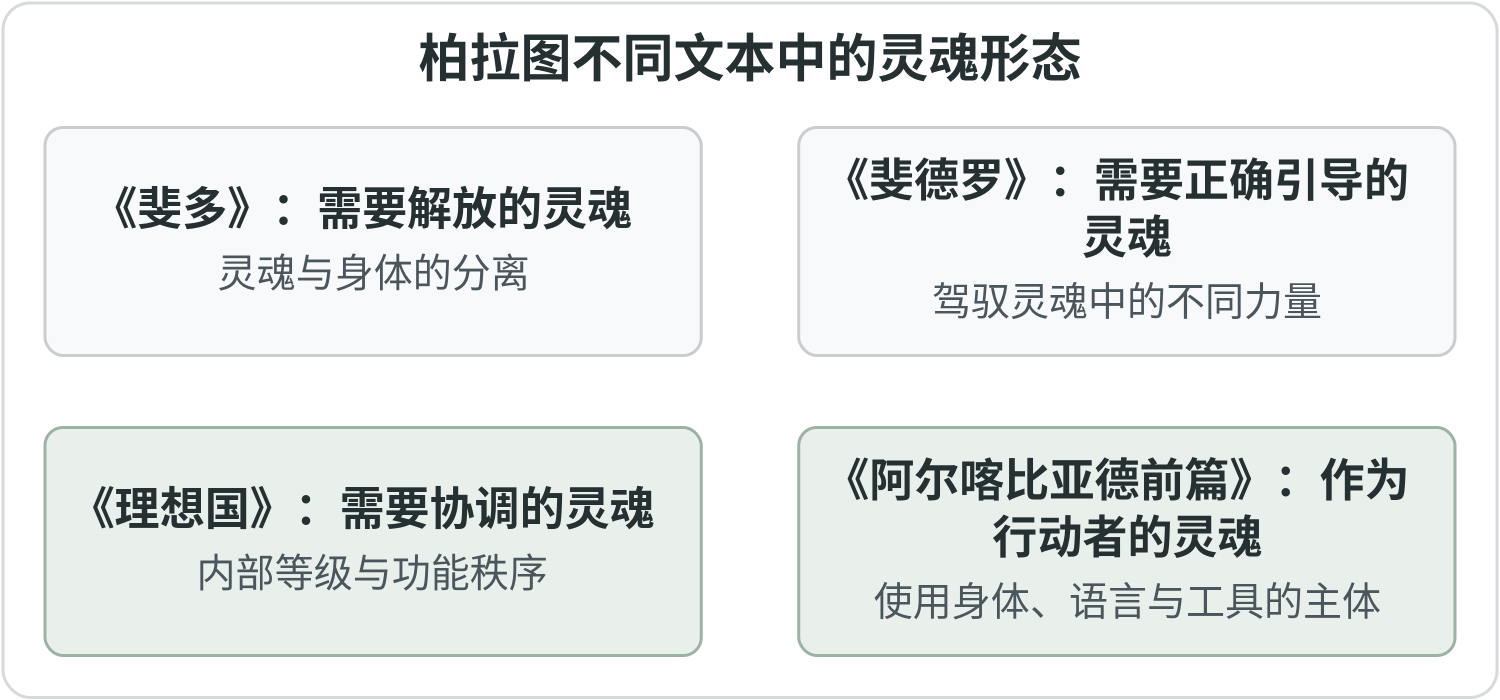 柏拉图不同文本中的灵魂形态
《斐多》：需要解放的灵魂
灵魂与身体的分离
《斐德罗》：需要正确引导的
灵魂
驾驭灵魂中的不同力量
《理想国》：需要协调的灵魂
内部等级与功能秩序
《阿尔喀比亚德前篇》：作为
行动者的灵魂
使用身体、语言与工具的主体